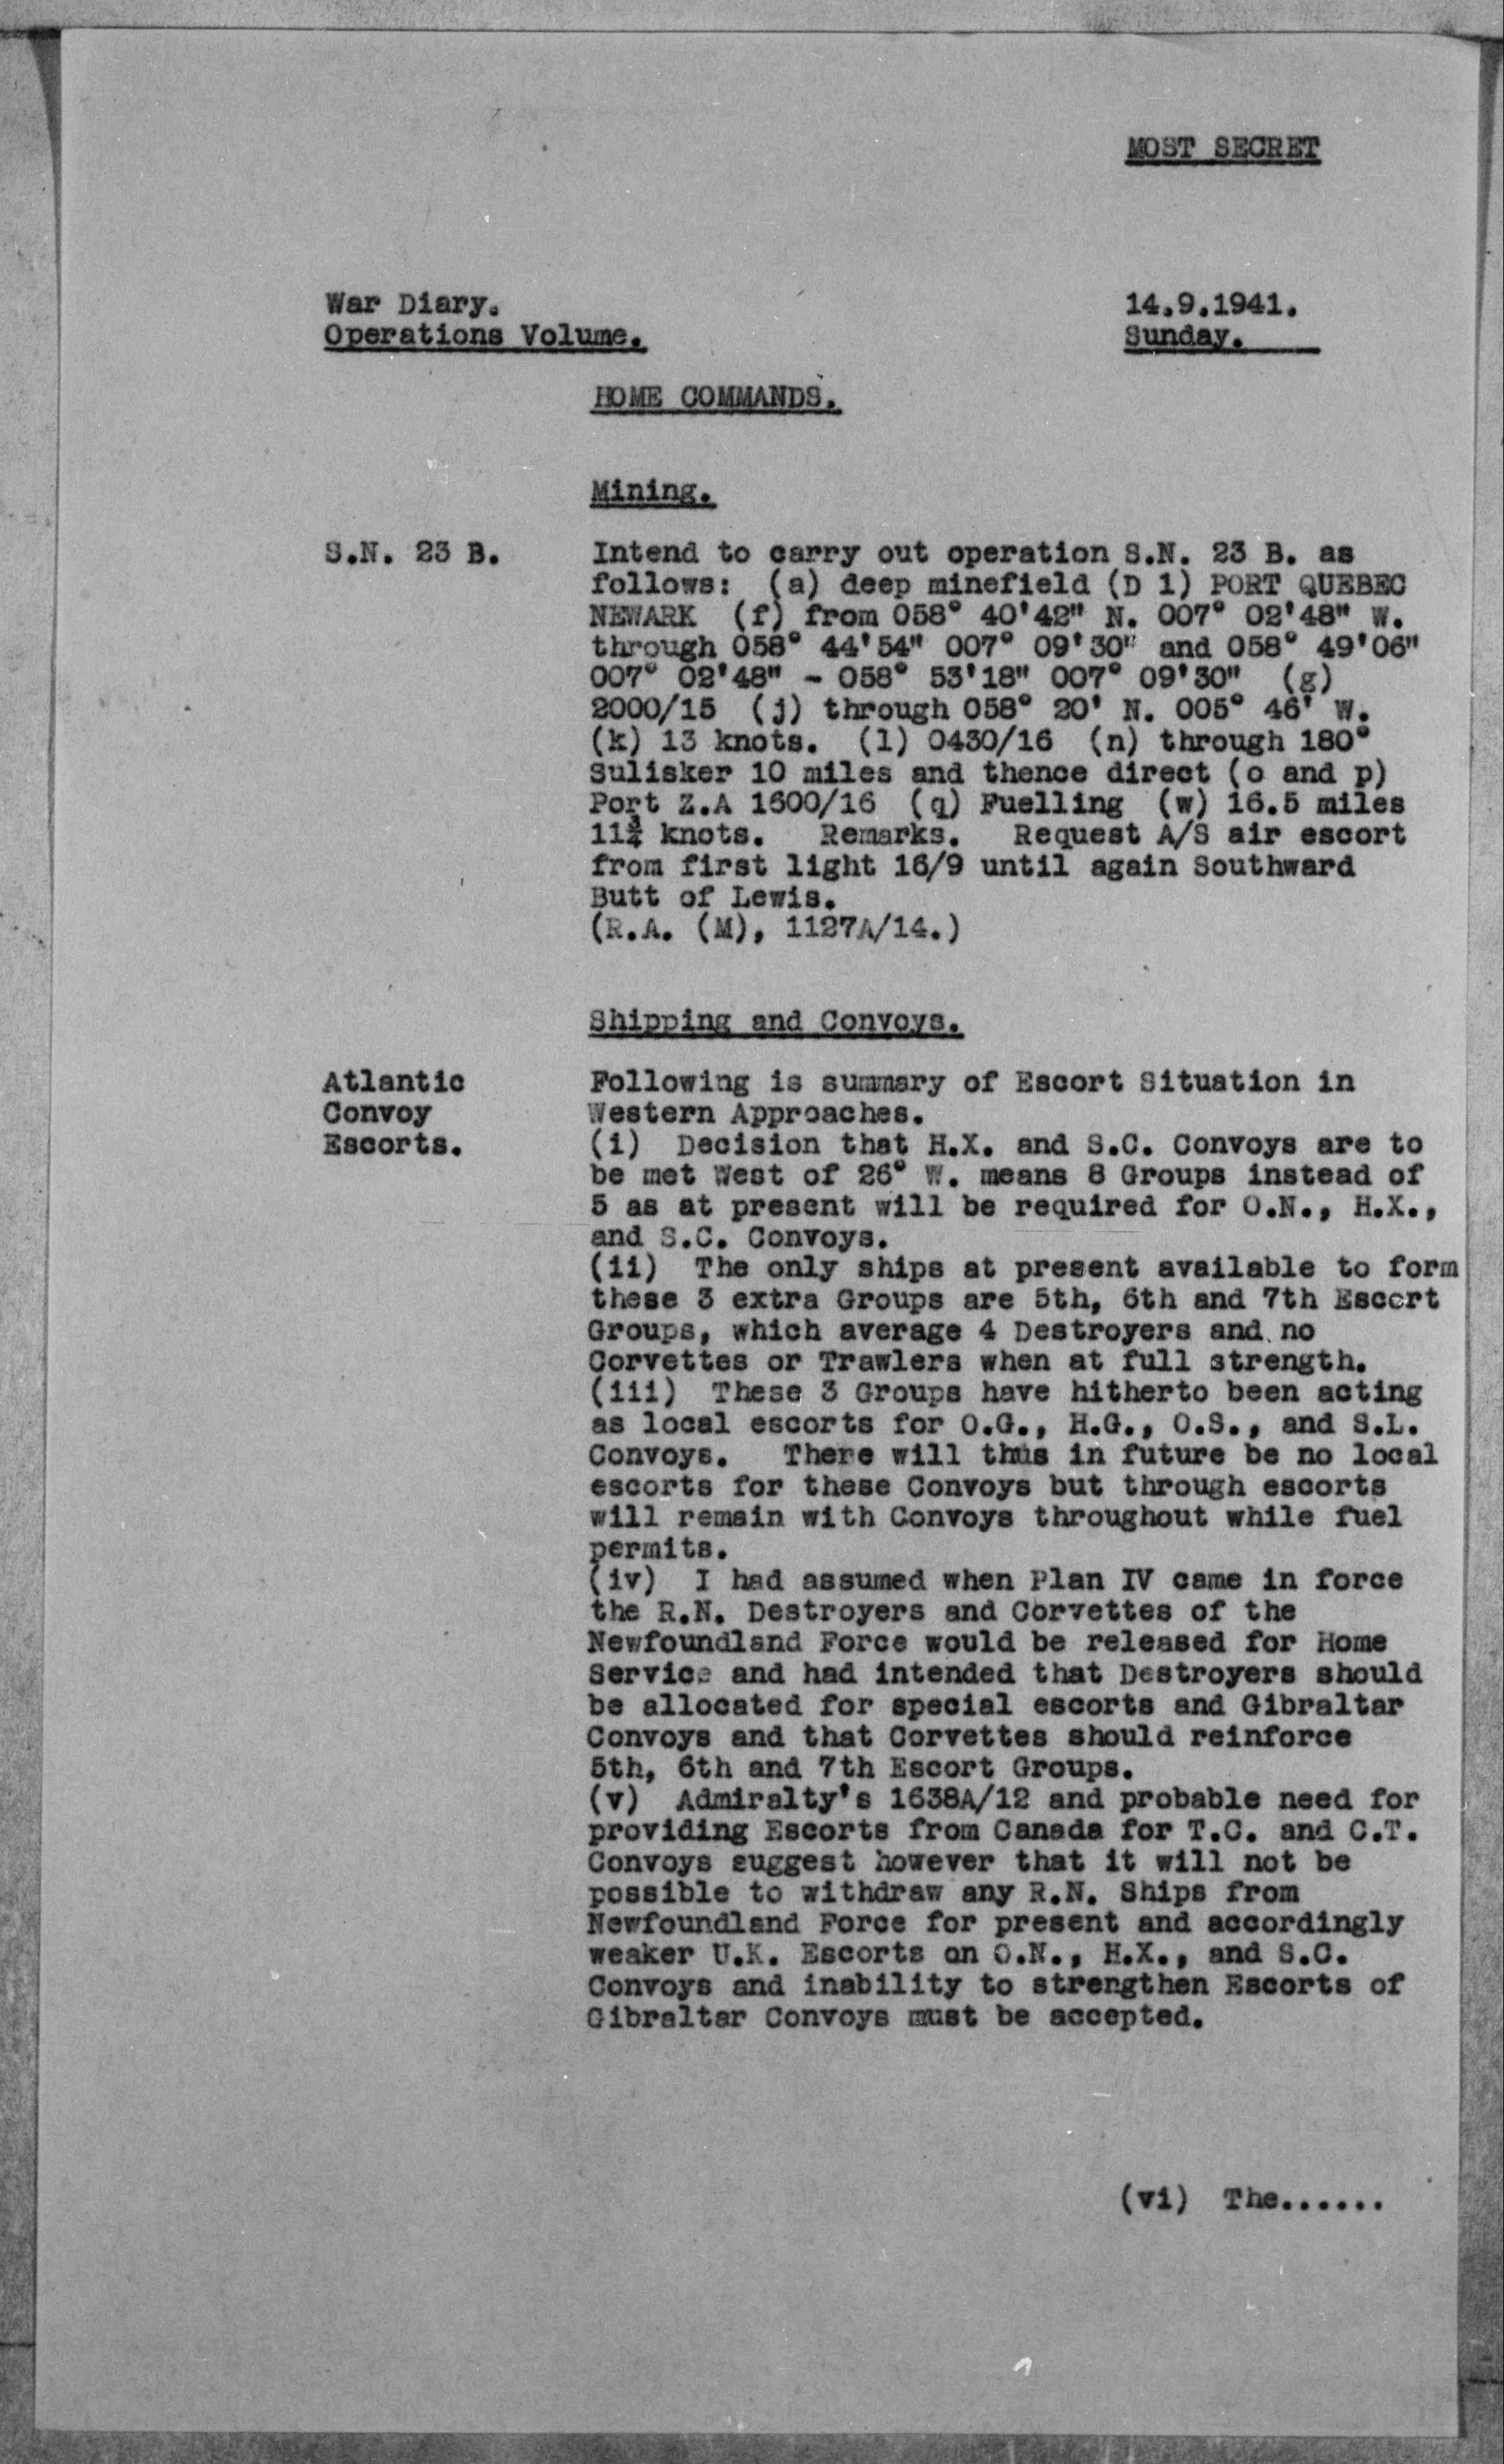 MOST SECRET
War Diary. 14.9.1941.
Operations Volume. Sunday.
HOME COMMANDS.
Mining.
S.N. 23 B. Intend to carry out operation S.N. 23 B. as
follows: (a) deep minefield (D 1) PORT QUEBEC
NEWARK (f) from 058° 40'42" N. 007° 02'48" W.
through 058° 44'54" 007° 09'30" and 058° 49'06"
007° 02'48" - 058° 53'18" 007° 09'30" (g)
2000/15 (j) through 058° 20' N. 005° 46' W.
(k) 13 knots. (l) 0430/16 (n) through 180°
Sulisker 10 miles and thence direct (o and p)
Port Z.A 1600/16 (q) Fuelling (w) 16.5 miles
11¾ knots. Remarks. Request A/S air escort
from first light 16/9 until again Southward
Butt of Lewis.
(R.A. (M), 1127A/14.)
Shipping and Convoys.
Atlantic Following is summary of Escort Situation in
Convoy Western Approaches.
Escorts. (i) Decision that H.X. and S.C. Convoys are to
be met West of 26° W. means 8 Groups instead of
5 as at present will be required for O.N., H.X.,
and S.C. Convoys.
(ii) The only ships at present available to form
these 3 extra Groups are 5th, 6th and 7th Escort
Groups, which average 4 Destroyers and no
Corvettes or Trawlers when at full strength.
(iii) These 3 Groups have hitherto been acting
as local escorts for O.G., H.G., O.S., and S.L.
Convoys. There will thus in future be no local
escorts for these Convoys but through escorts
will remain with Convoys throughout while fuel
permits.
(iv) I had assumed when Plan IV came in force
the R.N. Destroyers and Corvettes of the
Newfoundland Force would be released for Home
Service and had intended that Destroyers should
be allocated for special escorts and Gibraltar
Convoys and that Corvettes should reinforce
5th, 6th and 7th Escort Groups.
(v) Admiralty's 1638A/12 and probable need for
providing Escorts from Canada for T.C. and C.T.
Convoys suggest however that it will not be
possible to withdraw any R.N. Ships from
Newfoundland Force for present and accordingly
weaker U.K. Escorts on O.N., H.X., and S.C.
Convoys and inability to strengthen Escorts of
Gibraltar Convoys must be accepted.
(vi) The......